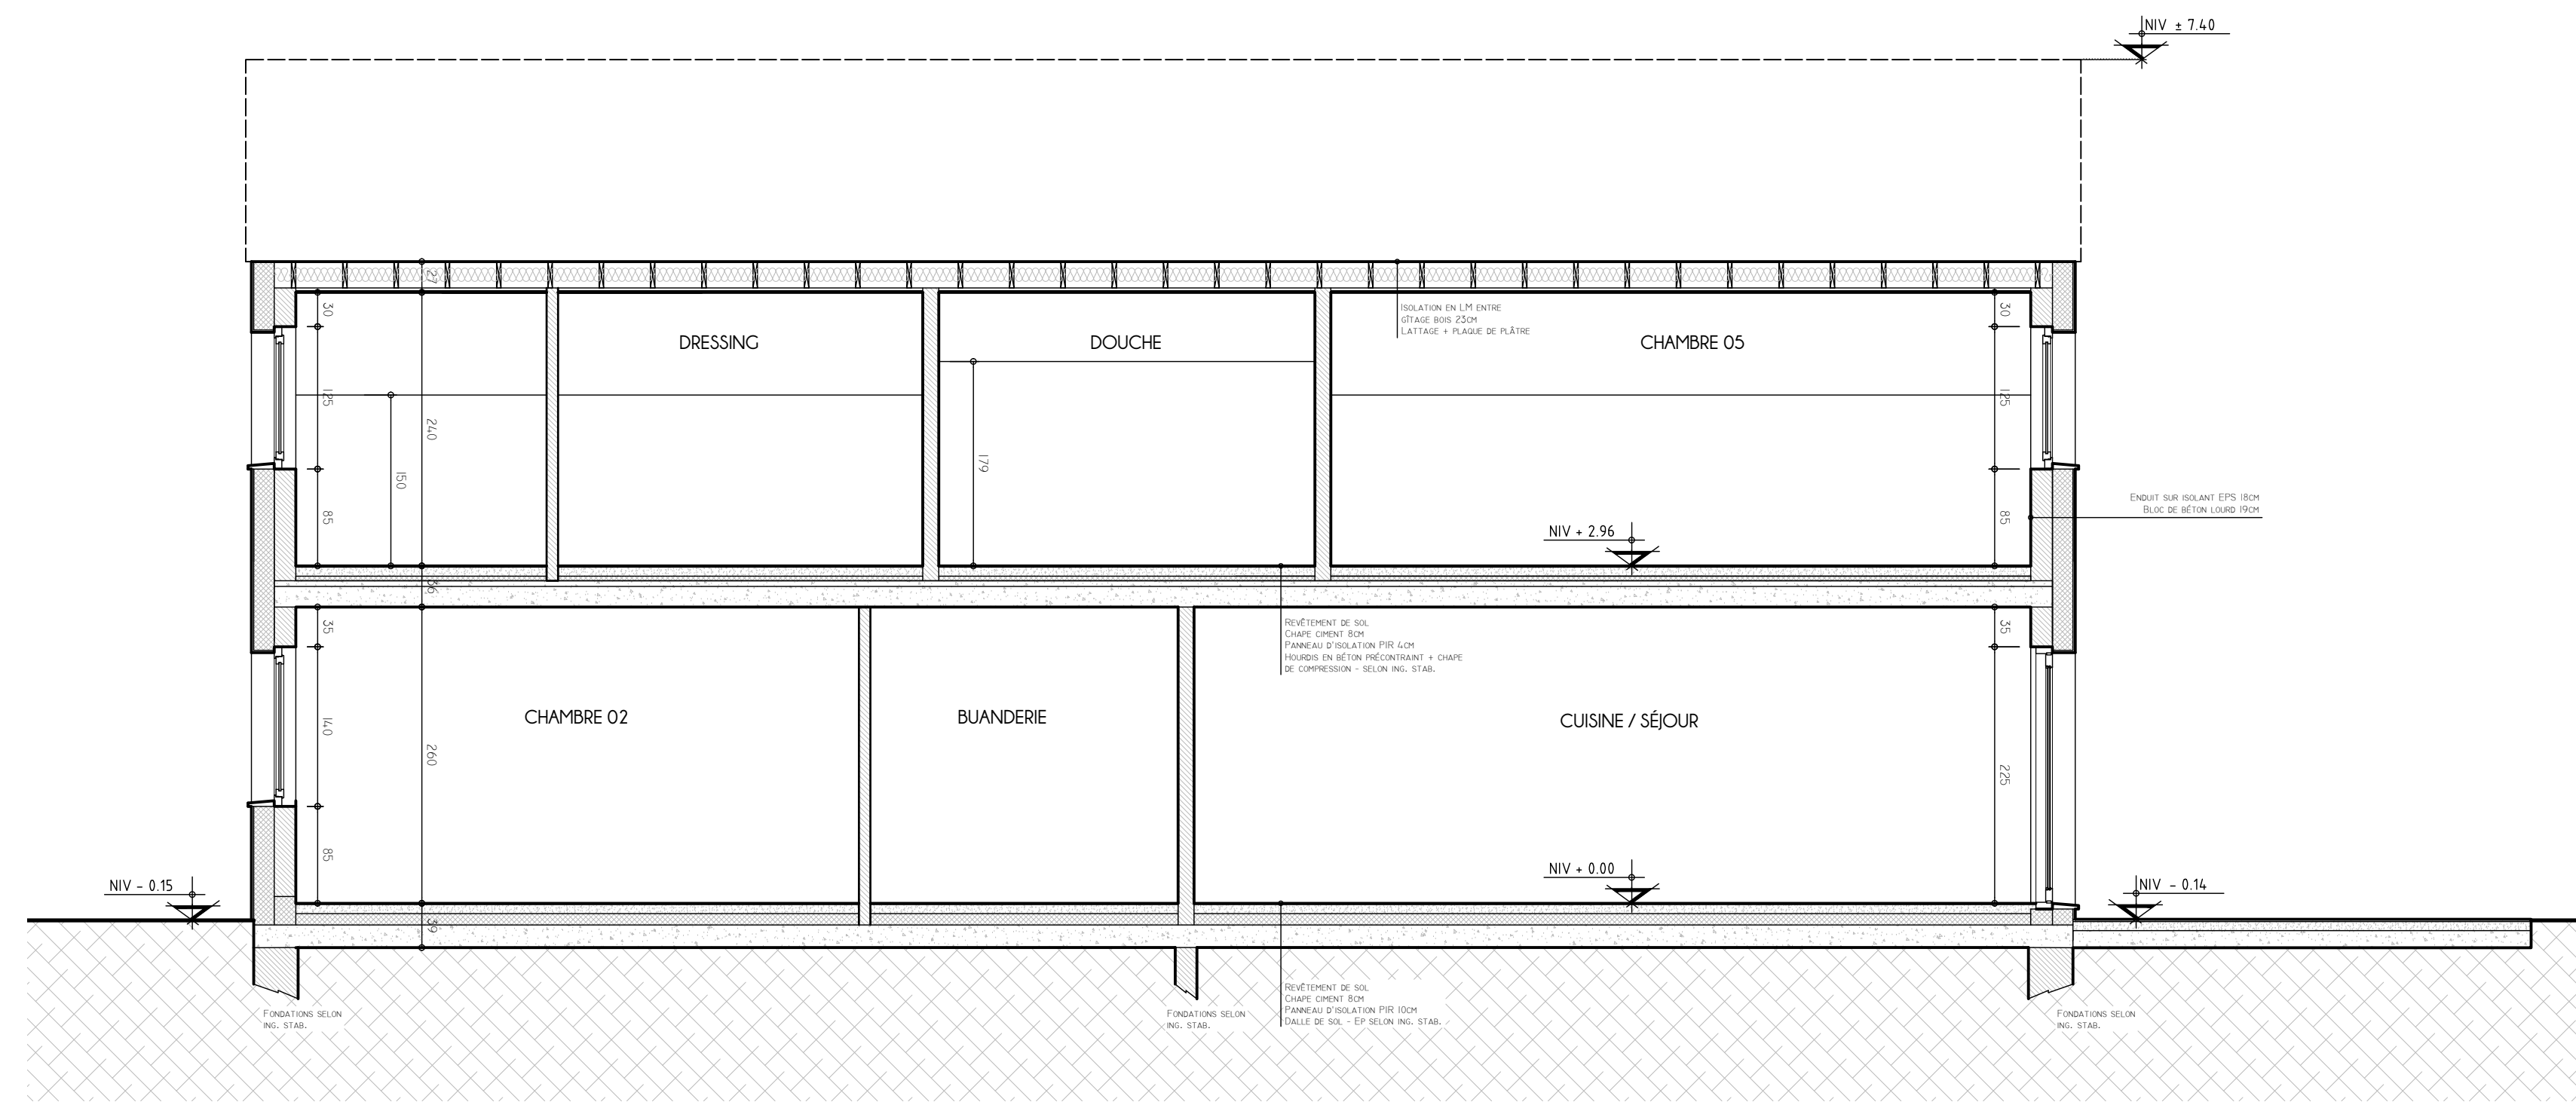 NIV ± 7.40
27
30
125
240
150
85
DRESSING
DOUCHE
179
ISOLATION EN LM ENTRE
GÎTAGE BOIS 23CM
LATTAGE + PLAQUE DE PLÂTRE
CHAMBRE 05
30
125
85
NIV + 2.96
ENDUIT SUR ISOLANT EPS 18CM
BLOC DE BÉTON LOURD 19CM
36
35
140
260
85
CHAMBRE 02
BUANDERIE
REVÊTEMENT DE SOL
CHAPE CIMENT 8CM
PANNEAU D'ISOLATION PIR 4CM
HOURDIS EN BÉTON PRÉCONTRAINT + CHAPE
DE COMPRESSION - SELON ING. STAB.
CUISINE / SÉJOUR
35
225
NIV + 0.00
NIV - 0.15
NIV - 0.14
39
REVÊTEMENT DE SOL
CHAPE CIMENT 8CM
PANNEAU D'ISOLATION PIR 10CM
DALLE DE SOL - EP SELON ING. STAB.
FONDATIONS SELON
ING. STAB.
FONDATIONS SELON
ING. STAB.
FONDATIONS SELON
ING. STAB.